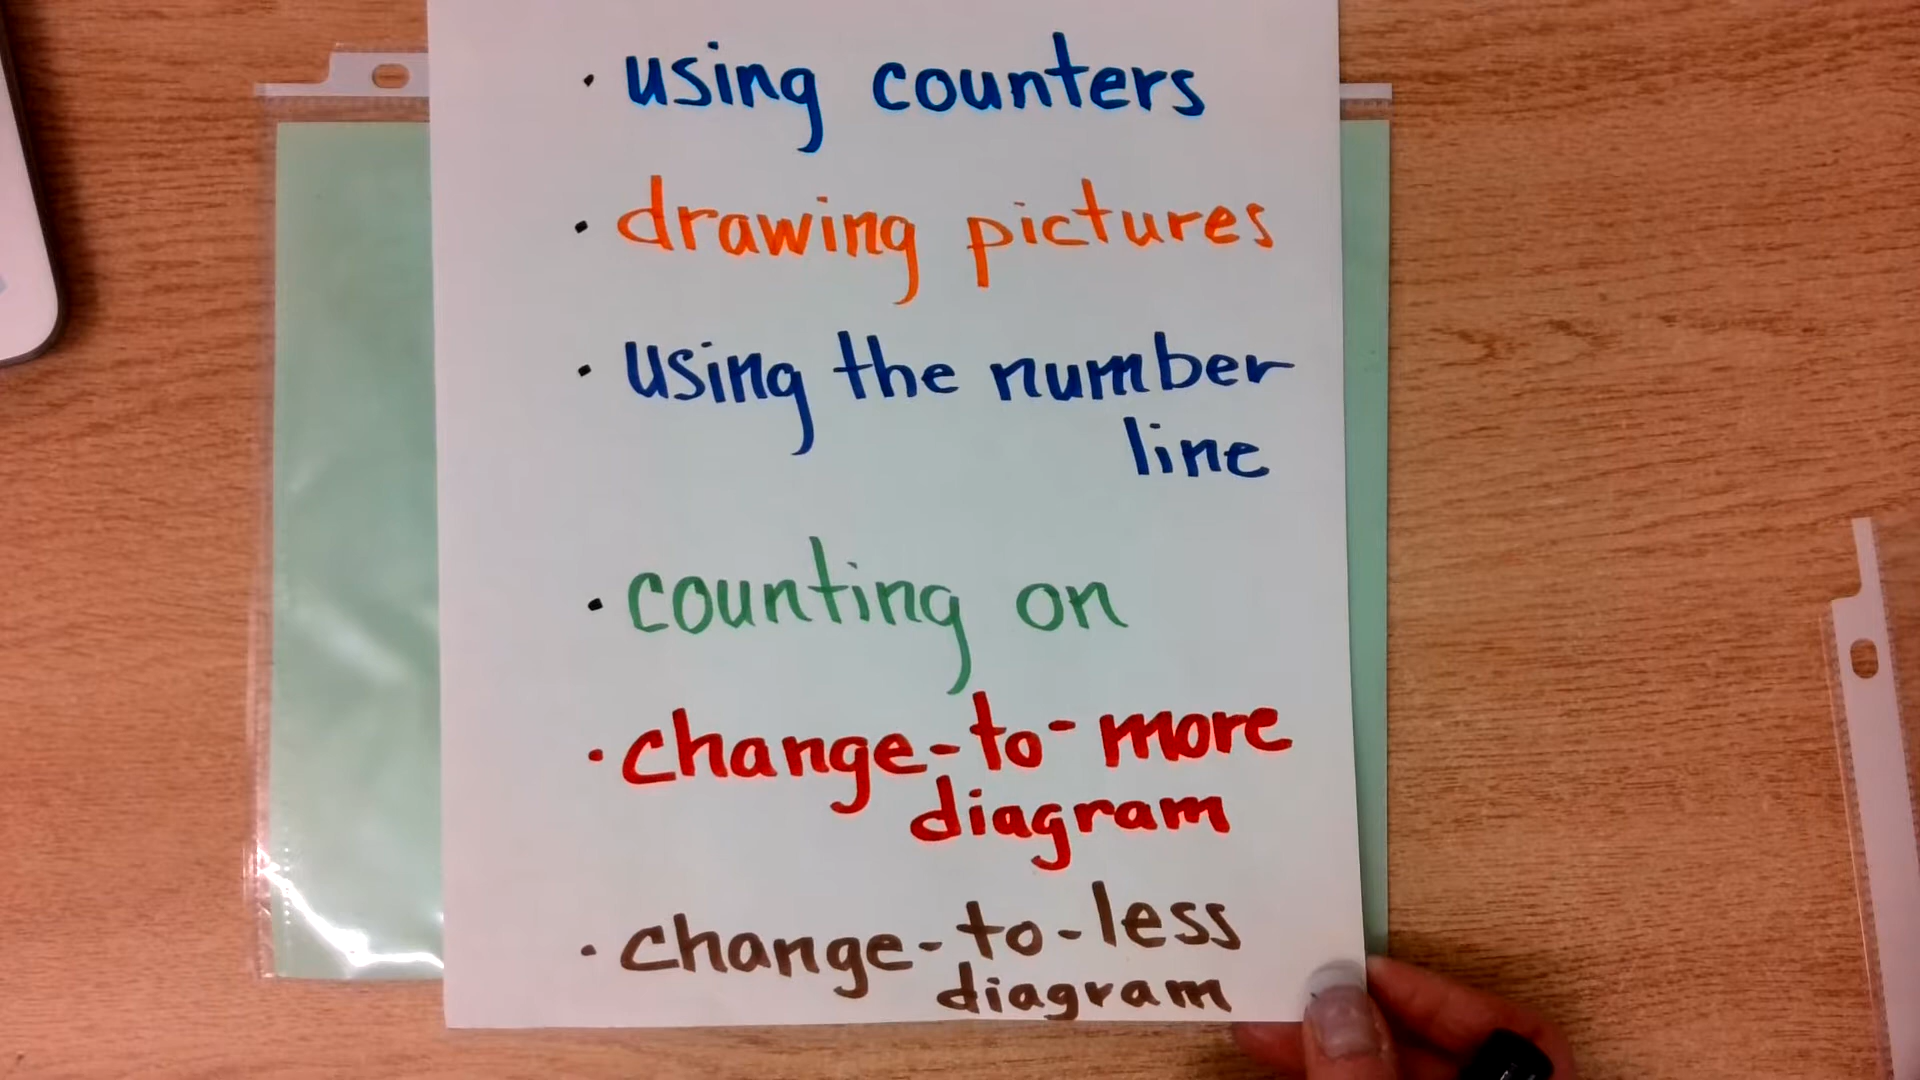 • using counters
• drawing pictures
• using the number
line
• counting on
• change-to-more
diagram
• change-to-less
diagram